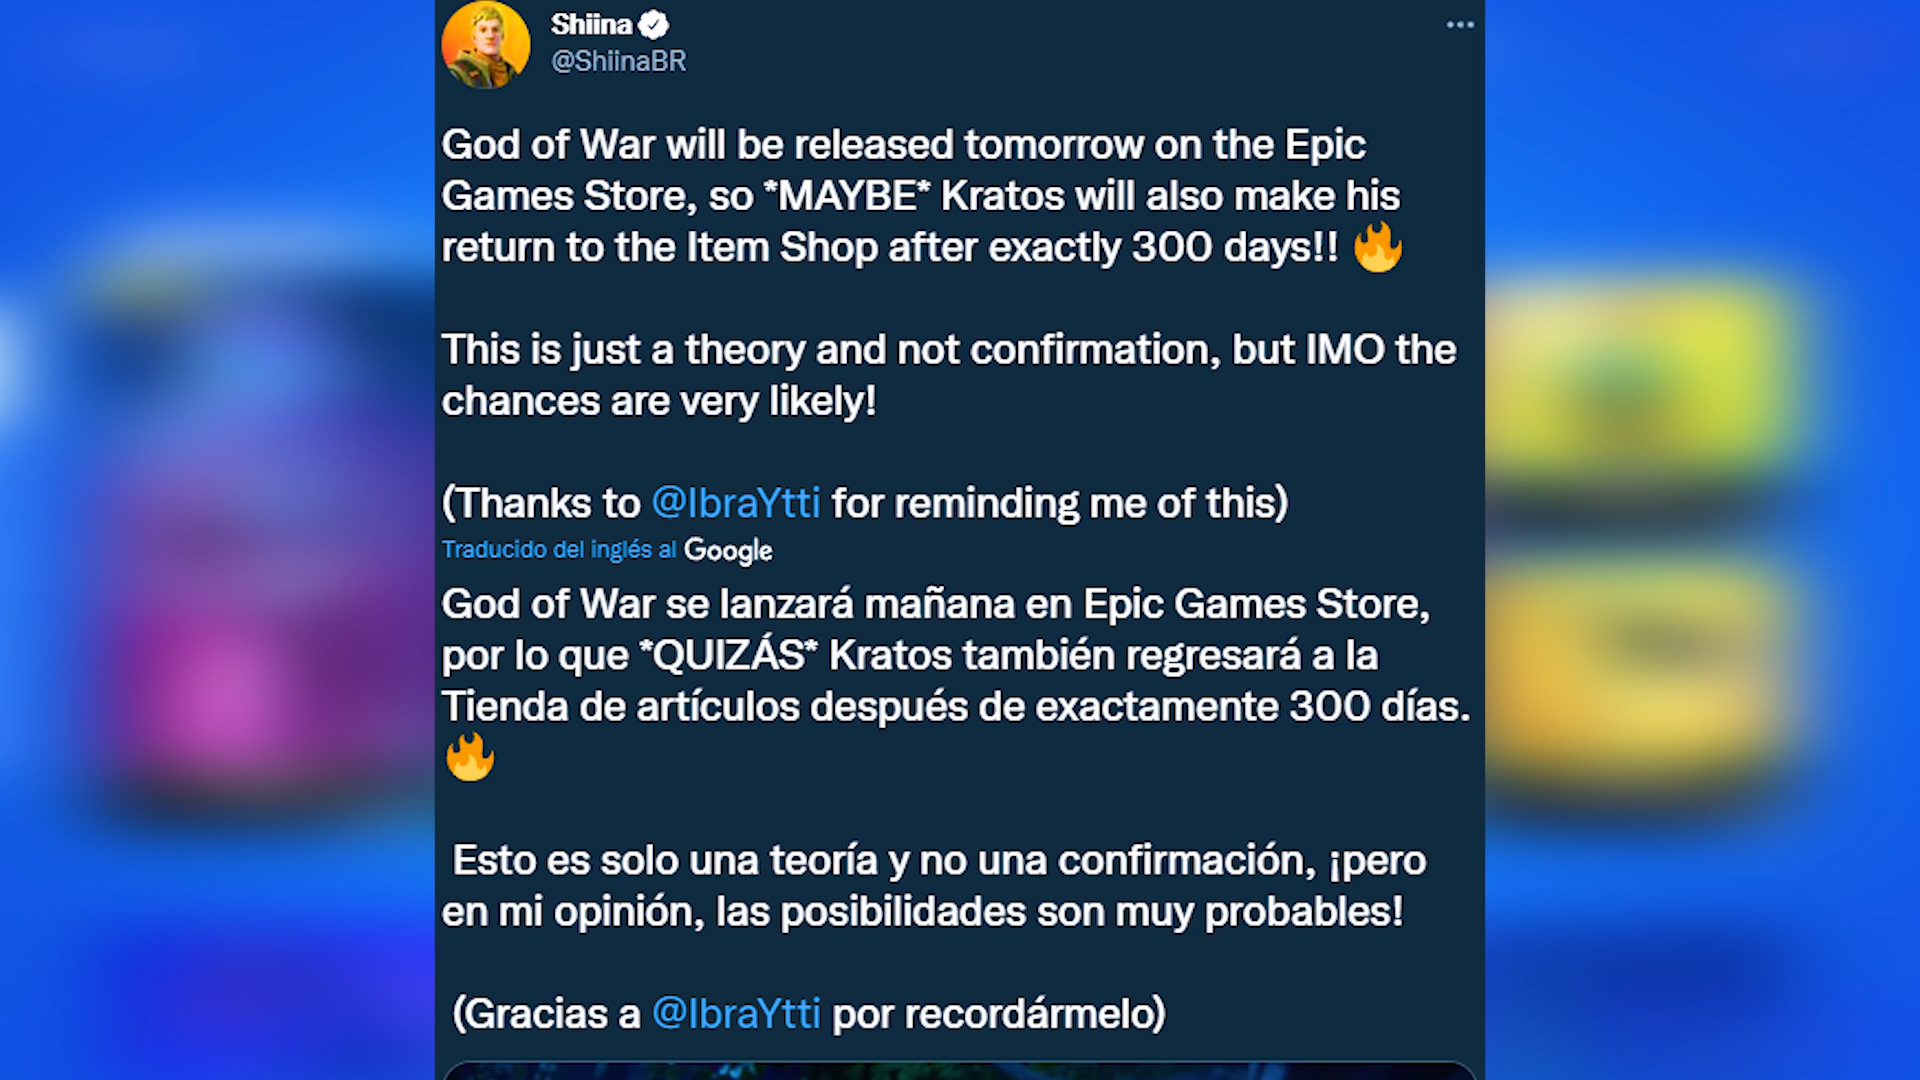 Shiina
@ShiinaBR
God of War will be released tomorrow on the Epic
Games Store, so *MAYBE* Kratos will also make his
return to the Item Shop after exactly 300 days!! 🔥
This is just a theory and not confirmation, but IMO the
chances are very likely!
(Thanks to @IbraYtti for reminding me of this)
Traducido del inglés al Google
God of War se lanzará mañana en Epic Games Store,
por lo que *QUIZÁS* Kratos también regresará a la
Tienda de artículos después de exactamente 300 días.
🔥
Esto es solo una teoría y no una confirmación, ¡pero
en mi opinión, las posibilidades son muy probables!
(Gracias a @IbraYtti por recordármelo)